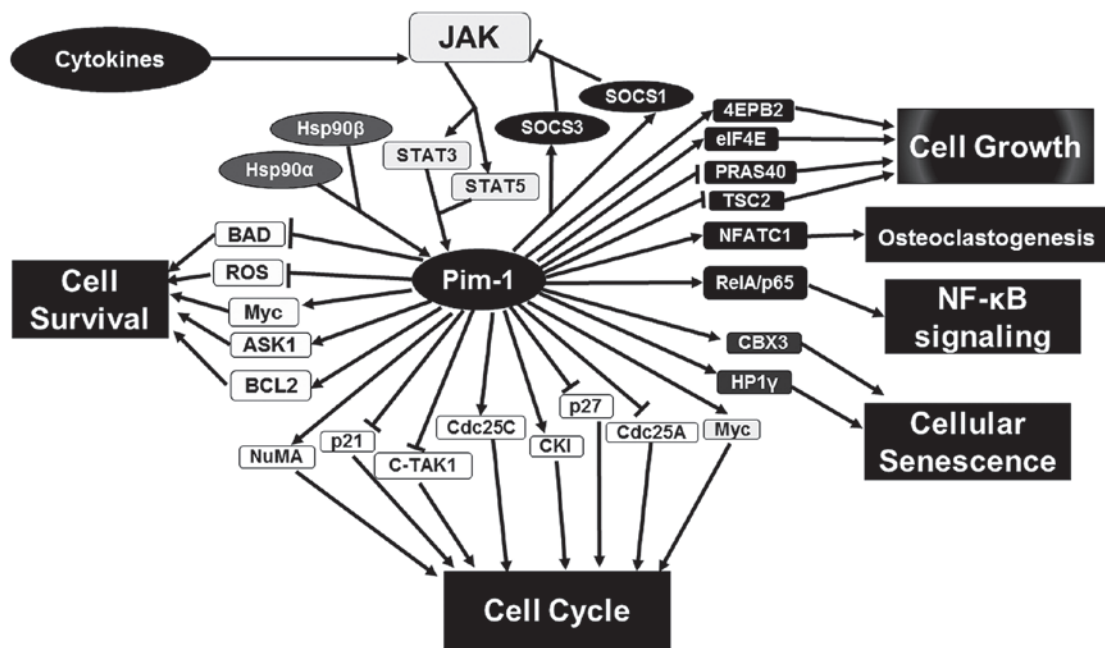 JAK
Cytokines
SOCS1
SOCS3
Hsp90β
Hsp90α
STAT3
STAT5
4EPB2
eIF4E
PRAS40
TSC2
Cell Growth
NFATC1
Osteoclastogenesis
RelA/p65
NF-κB
signaling
CBX3
HP1γ
Cellular
Senescence
Pim-1
BAD
ROS
Myc
ASK1
BCL2
Cell
Survival
NuMA
p21
C-TAK1
Cdc25C
CKI
p27
Cdc25A
Myc
Cell Cycle